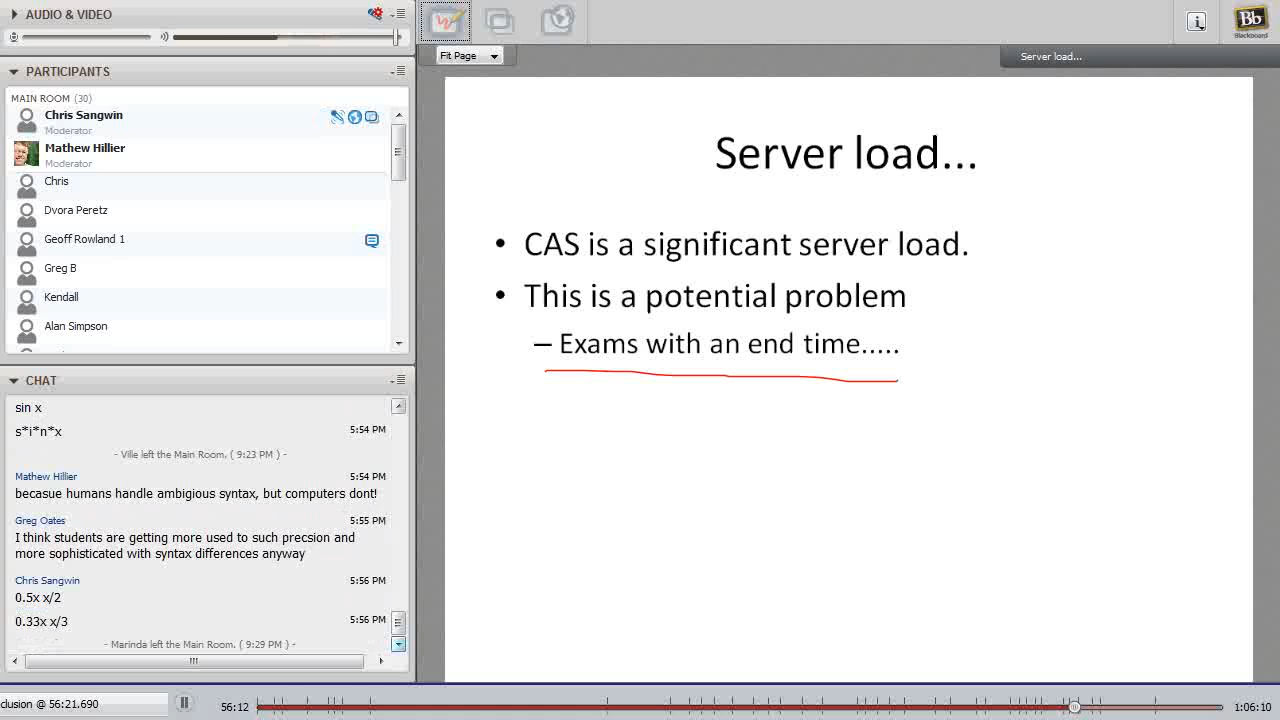 AUDIO & VIDEO
PARTICIPANTS
MAIN ROOM (30)
Chris Sangwin
Moderator
Mathew Hillier
Moderator
Chris
Dvora Peretz
Geoff Rowland 1
Greg B
Kendall
Alan Simpson
CHAT
sin x
s*i*n*x 5:54 PM
- Ville left the Main Room. ( 9:23 PM ) -
Mathew Hillier 5:54 PM
becasue humans handle ambigious syntax, but computers dont!
Greg Oates 5:55 PM
I think students are getting more used to such precsion and
more sophisticated with syntax differences anyway
Chris Sangwin 5:56 PM
0.5x x/2
0.33x x/3 5:56 PM
- Marinda left the Main Room. ( 9:29 PM ) -
Fit Page
Server load...
Bb
Blackboard
Server load...
• CAS is a significant server load.
• This is a potential problem
– Exams with an end time.....
56:12
1:06:10